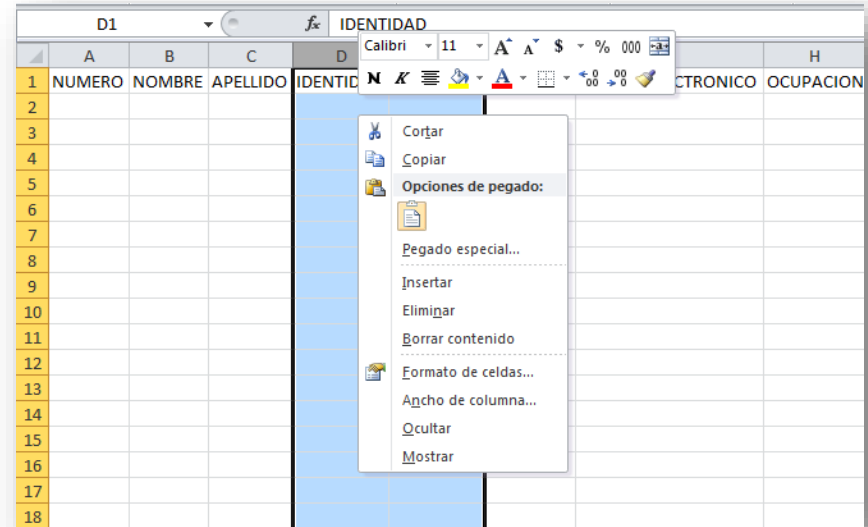 D1 fx IDENTIDAD
Calibri 11 A A $ % 000
A B C D H
N K A
1 NUMERO NOMBRE APELLIDO IDENTID CTRONICO OCUPACION
2
3
4
5
6
7
8
9
10
11
12
13
14
15
16
17
18
Cortar
Copiar
Opciones de pegado:
Pegado especial...
Insertar
Eliminar
Borrar contenido
Formato de celdas...
Ancho de columna...
Ocultar
Mostrar